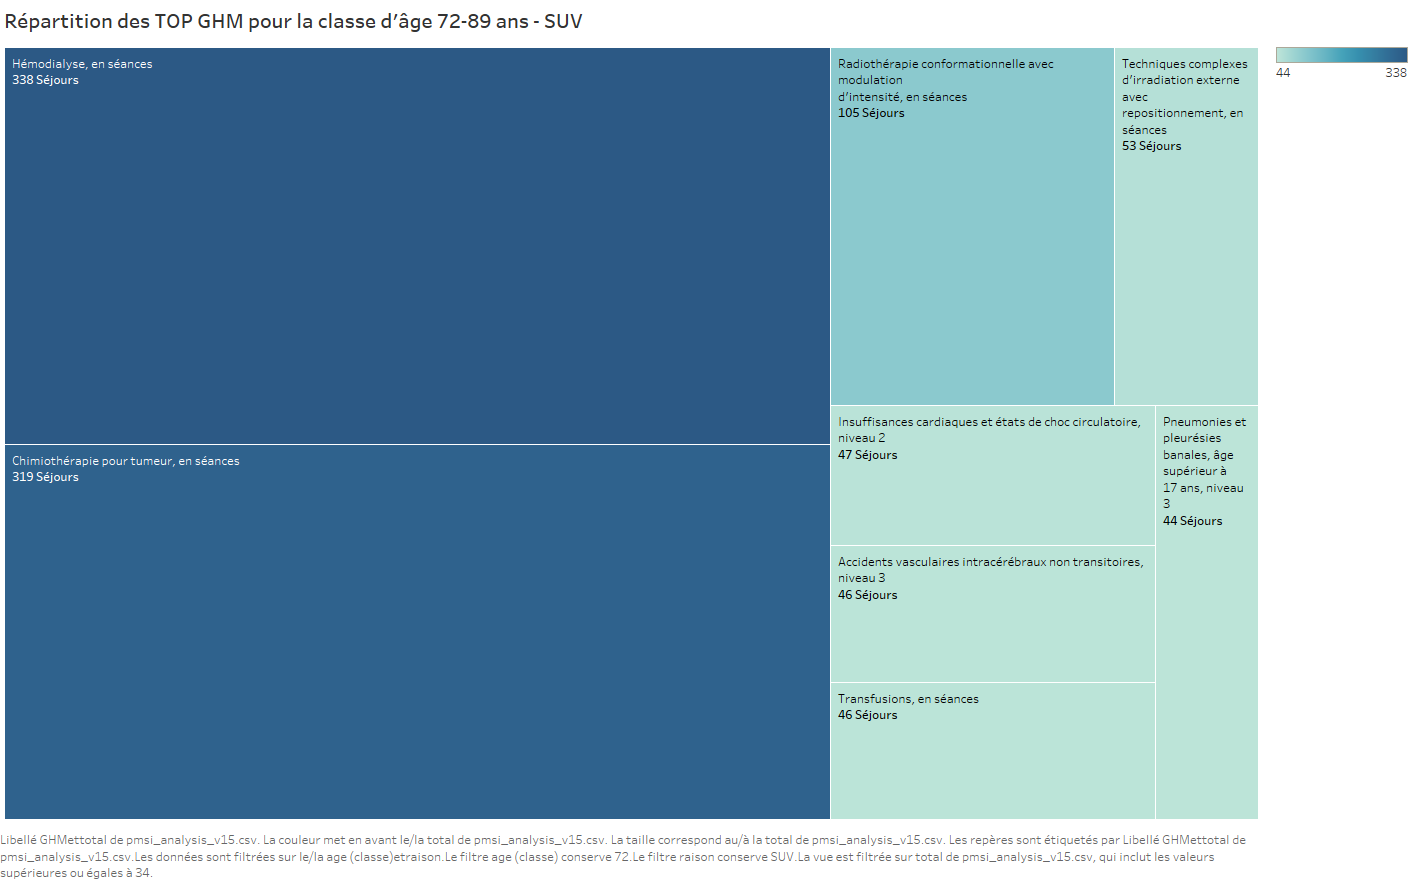 Répartition des TOP GHM pour la classe d’âge 72-89 ans - SUV
Hémodialyse, en séances
338 Séjours
Radiothérapie conformationnelle avec
modulation
d’intensité, en séances
105 Séjours
Techniques complexes
d’irradiation externe
avec
repositionnement, en
séances
53 Séjours
44
338
Chimiothérapie pour tumeur, en séances
319 Séjours
Insuffisances cardiaques et états de choc circulatoire,
niveau 2
47 Séjours
Pneumonies et
pleurésies
banales, âge
supérieur à
17 ans, niveau
3
44 Séjours
Accidents vasculaires intracérébraux non transitoires,
niveau 3
46 Séjours
Transfusions, en séances
46 Séjours
Libellé GHMettotal de pmsi_analysis_v15.csv. La couleur met en avant le/la total de pmsi_analysis_v15.csv. La taille correspond au/à la total de pmsi_analysis_v15.csv. Les repères sont étiquetés par Libellé GHMettotal de
pmsi_analysis_v15.csv.Les données sont filtrées sur le/la age (classe)etraison.Le filtre age (classe) conserve 72.Le filtre raison conserve SUV.La vue est filtrée sur total de pmsi_analysis_v15.csv, qui inclut les valeurs
supérieures ou égales à 34.